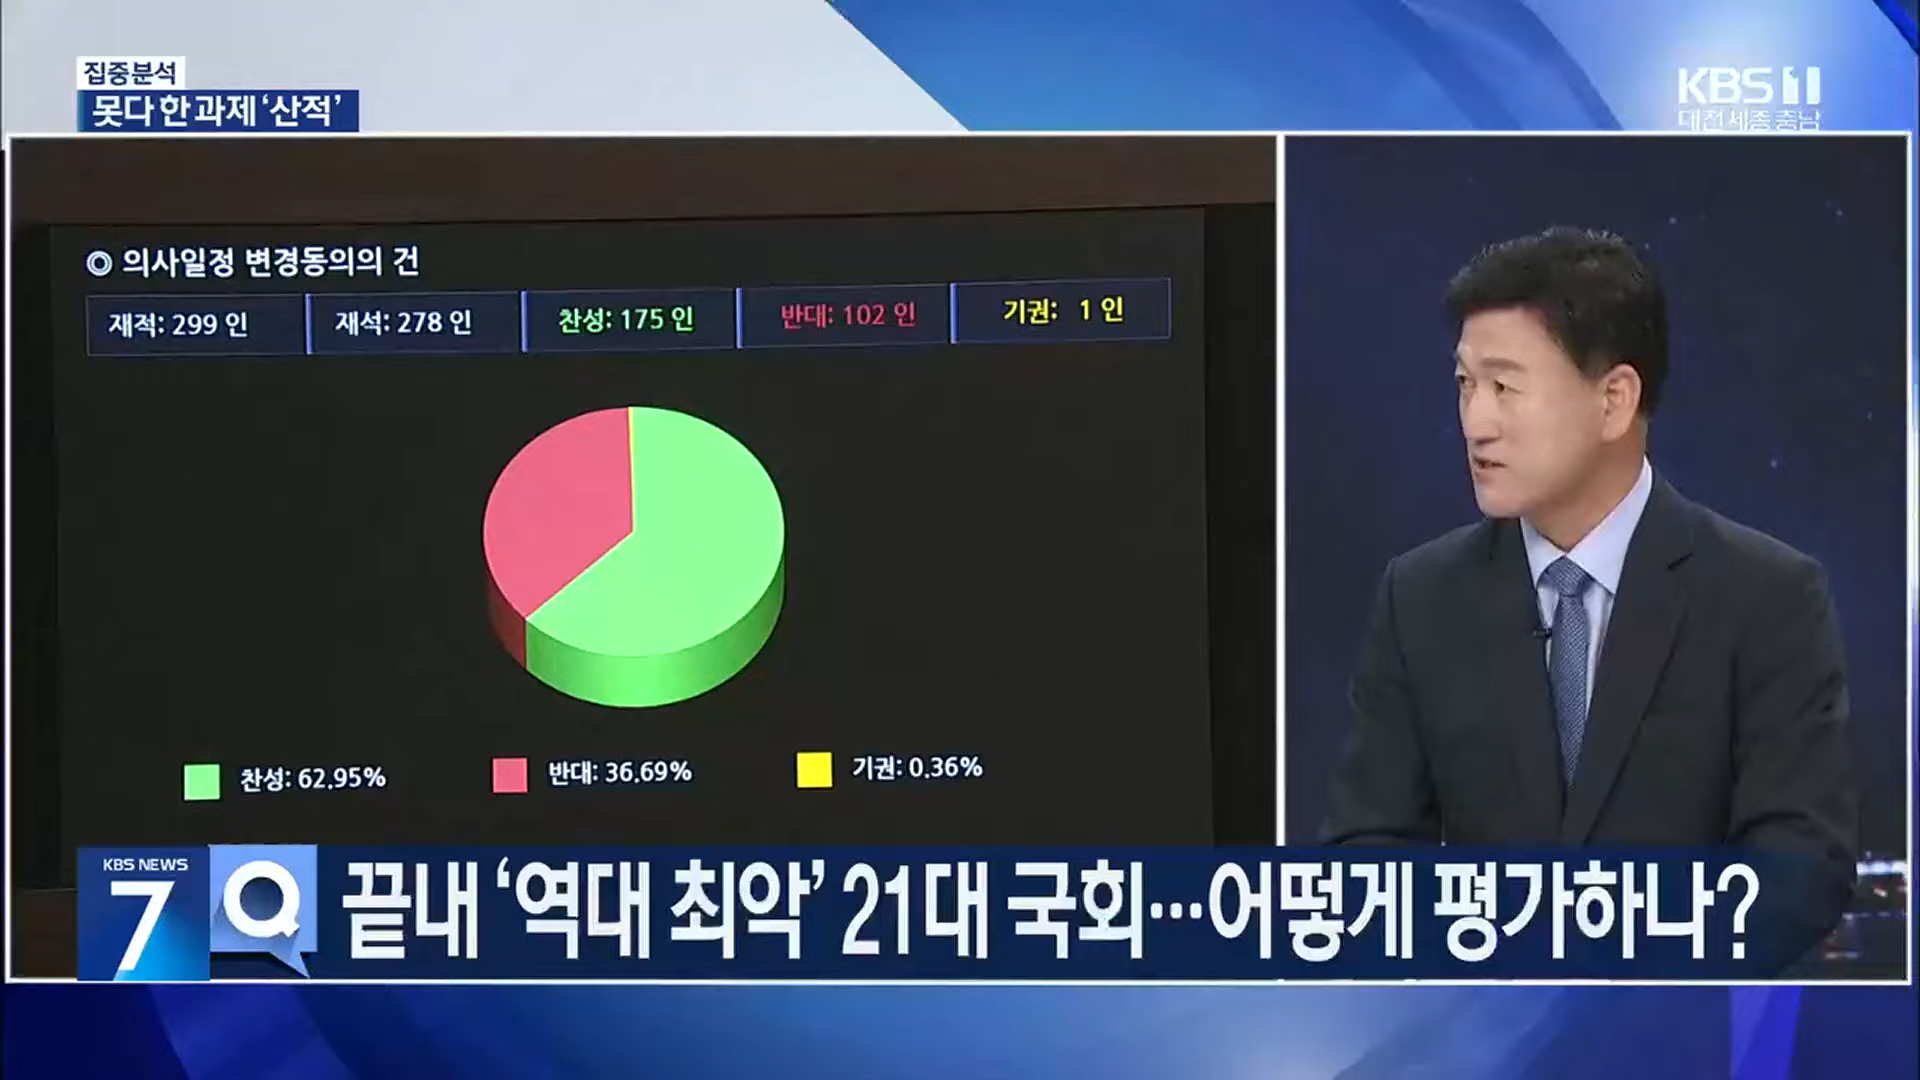 집중분석
못다 한 과제 ‘산적’
KBS 1
대전 세종 충남
◎ 의사일정 변경동의의 건
재적: 299 인
재석: 278 인
찬성: 175 인
반대: 102 인
기권: 1 인
찬성: 62.95%
반대: 36.69%
기권: 0.36%
KBS NEWS
7
Q
끝내 ‘역대 최악’ 21대 국회…어떻게 평가하나?